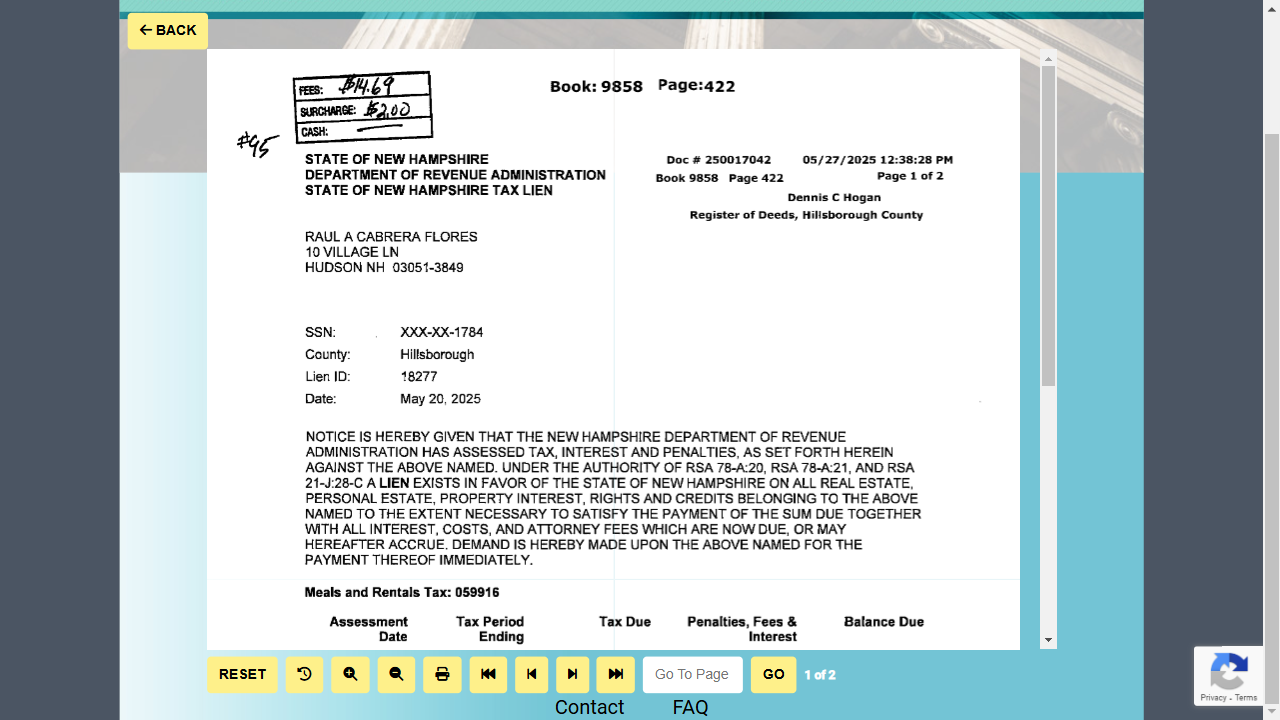 BACK
FEES: $14.69
SURCHARGE: $2.00
CASH:
#95
Book: 9858 Page:422
STATE OF NEW HAMPSHIRE
DEPARTMENT OF REVENUE ADMINISTRATION
STATE OF NEW HAMPSHIRE TAX LIEN
Doc # 250017042 05/27/2025 12:38:28 PM
Book 9858 Page 422 Page 1 of 2
Dennis C Hogan
Register of Deeds, Hillsborough County
RAUL A CABRERA FLORES
10 VILLAGE LN
HUDSON NH 03051-3849
SSN: XXX-XX-1784
County: Hillsborough
Lien ID: 18277
Date: May 20, 2025
NOTICE IS HEREBY GIVEN THAT THE NEW HAMPSHIRE DEPARTMENT OF REVENUE
ADMINISTRATION HAS ASSESSED TAX, INTEREST AND PENALTIES, AS SET FORTH HEREIN
AGAINST THE ABOVE NAMED. UNDER THE AUTHORITY OF RSA 78-A:20, RSA 78-A:21, AND RSA
21-J:28-C A LIEN EXISTS IN FAVOR OF THE STATE OF NEW HAMPSHIRE ON ALL REAL ESTATE,
PERSONAL ESTATE, PROPERTY INTEREST, RIGHTS AND CREDITS BELONGING TO THE ABOVE
NAMED TO THE EXTENT NECESSARY TO SATISFY THE PAYMENT OF THE SUM DUE TOGETHER
WITH ALL INTEREST, COSTS, AND ATTORNEY FEES WHICH ARE NOW DUE, OR MAY
HEREAFTER ACCRUE. DEMAND IS HEREBY MADE UPON THE ABOVE NAMED FOR THE
PAYMENT THEREOF IMMEDIATELY.
Meals and Rentals Tax: 059916
Assessment Date Tax Period Ending Tax Due Penalties, Fees & Interest Balance Due
RESET Go To Page GO 1 of 2
Contact FAQ
Privacy - Terms